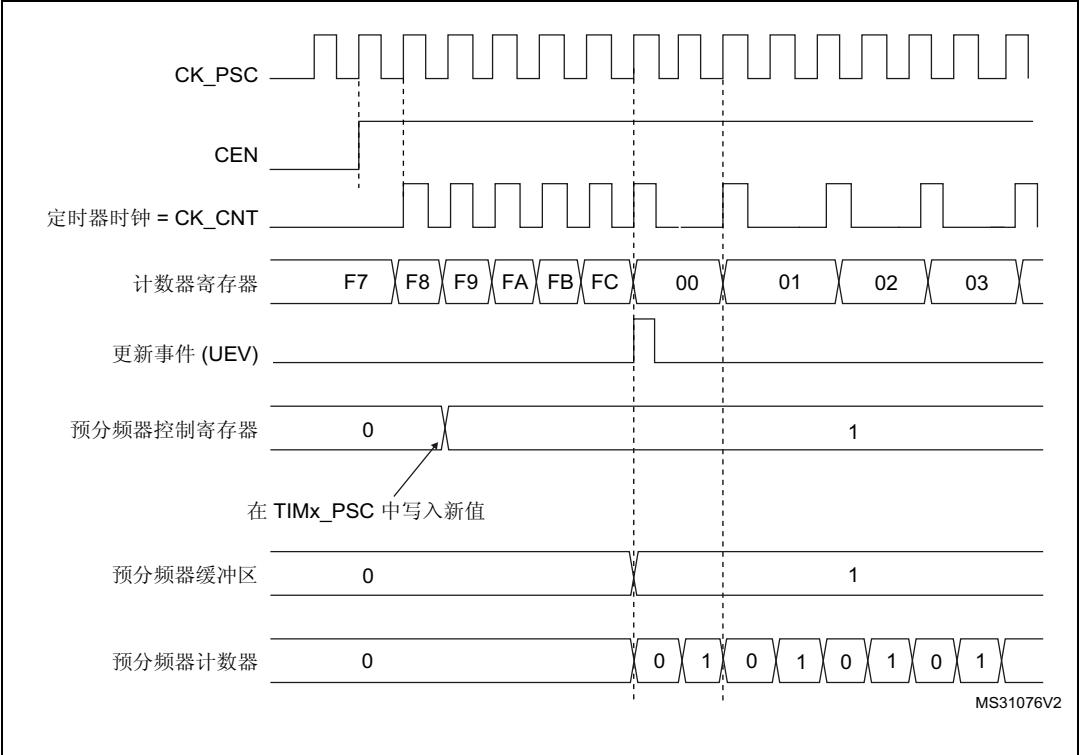 CK_PSC
CEN
定时器时钟 = CK_CNT
计数器寄存器 F7 F8 F9 FA FB FC 00 01 02 03
更新事件 (UEV)
预分频器控制寄存器 0 1
在 TIMx_PSC 中写入新值
预分频器缓冲区 0 1
预分频器计数器 0 0 1 0 1 0 1 0 1
MS31076V2